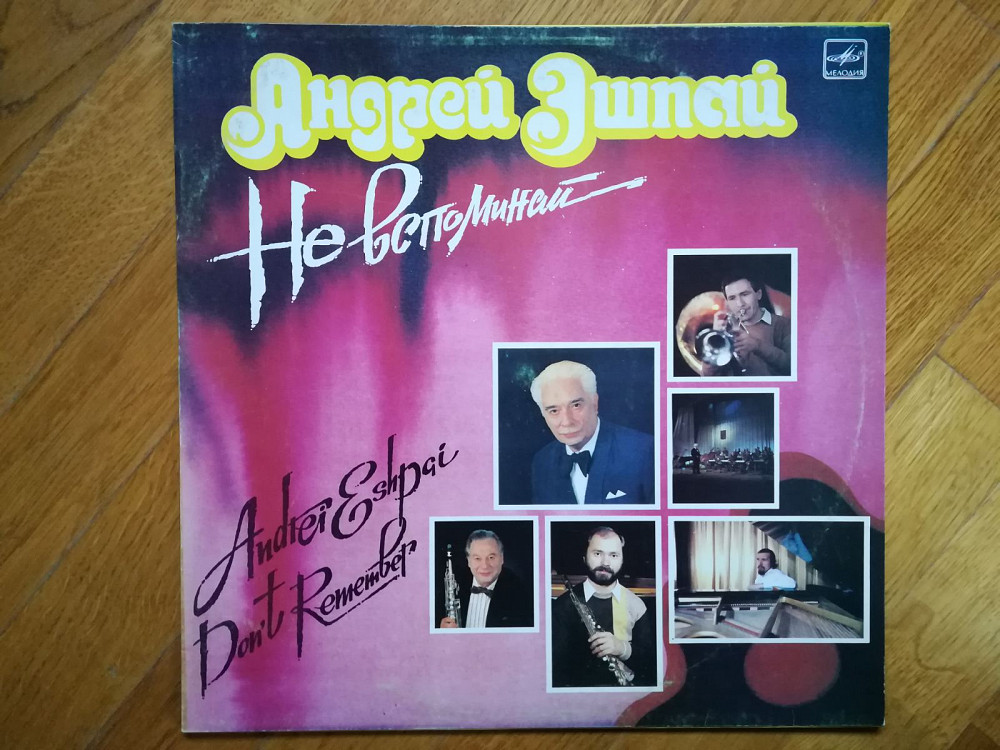 Андрей Эшпай
МЕЛОДИЯ
Не вспоминай
Andrei Eshpai
Don't Remember